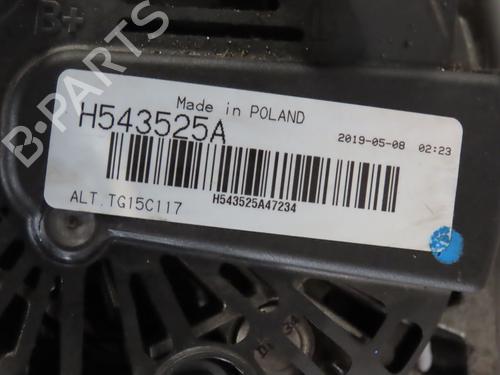 B+
B-PARTS
Made in POLAND
H543525A
2019-05-08 02:23
H543525A47234
ALT.TG15C117